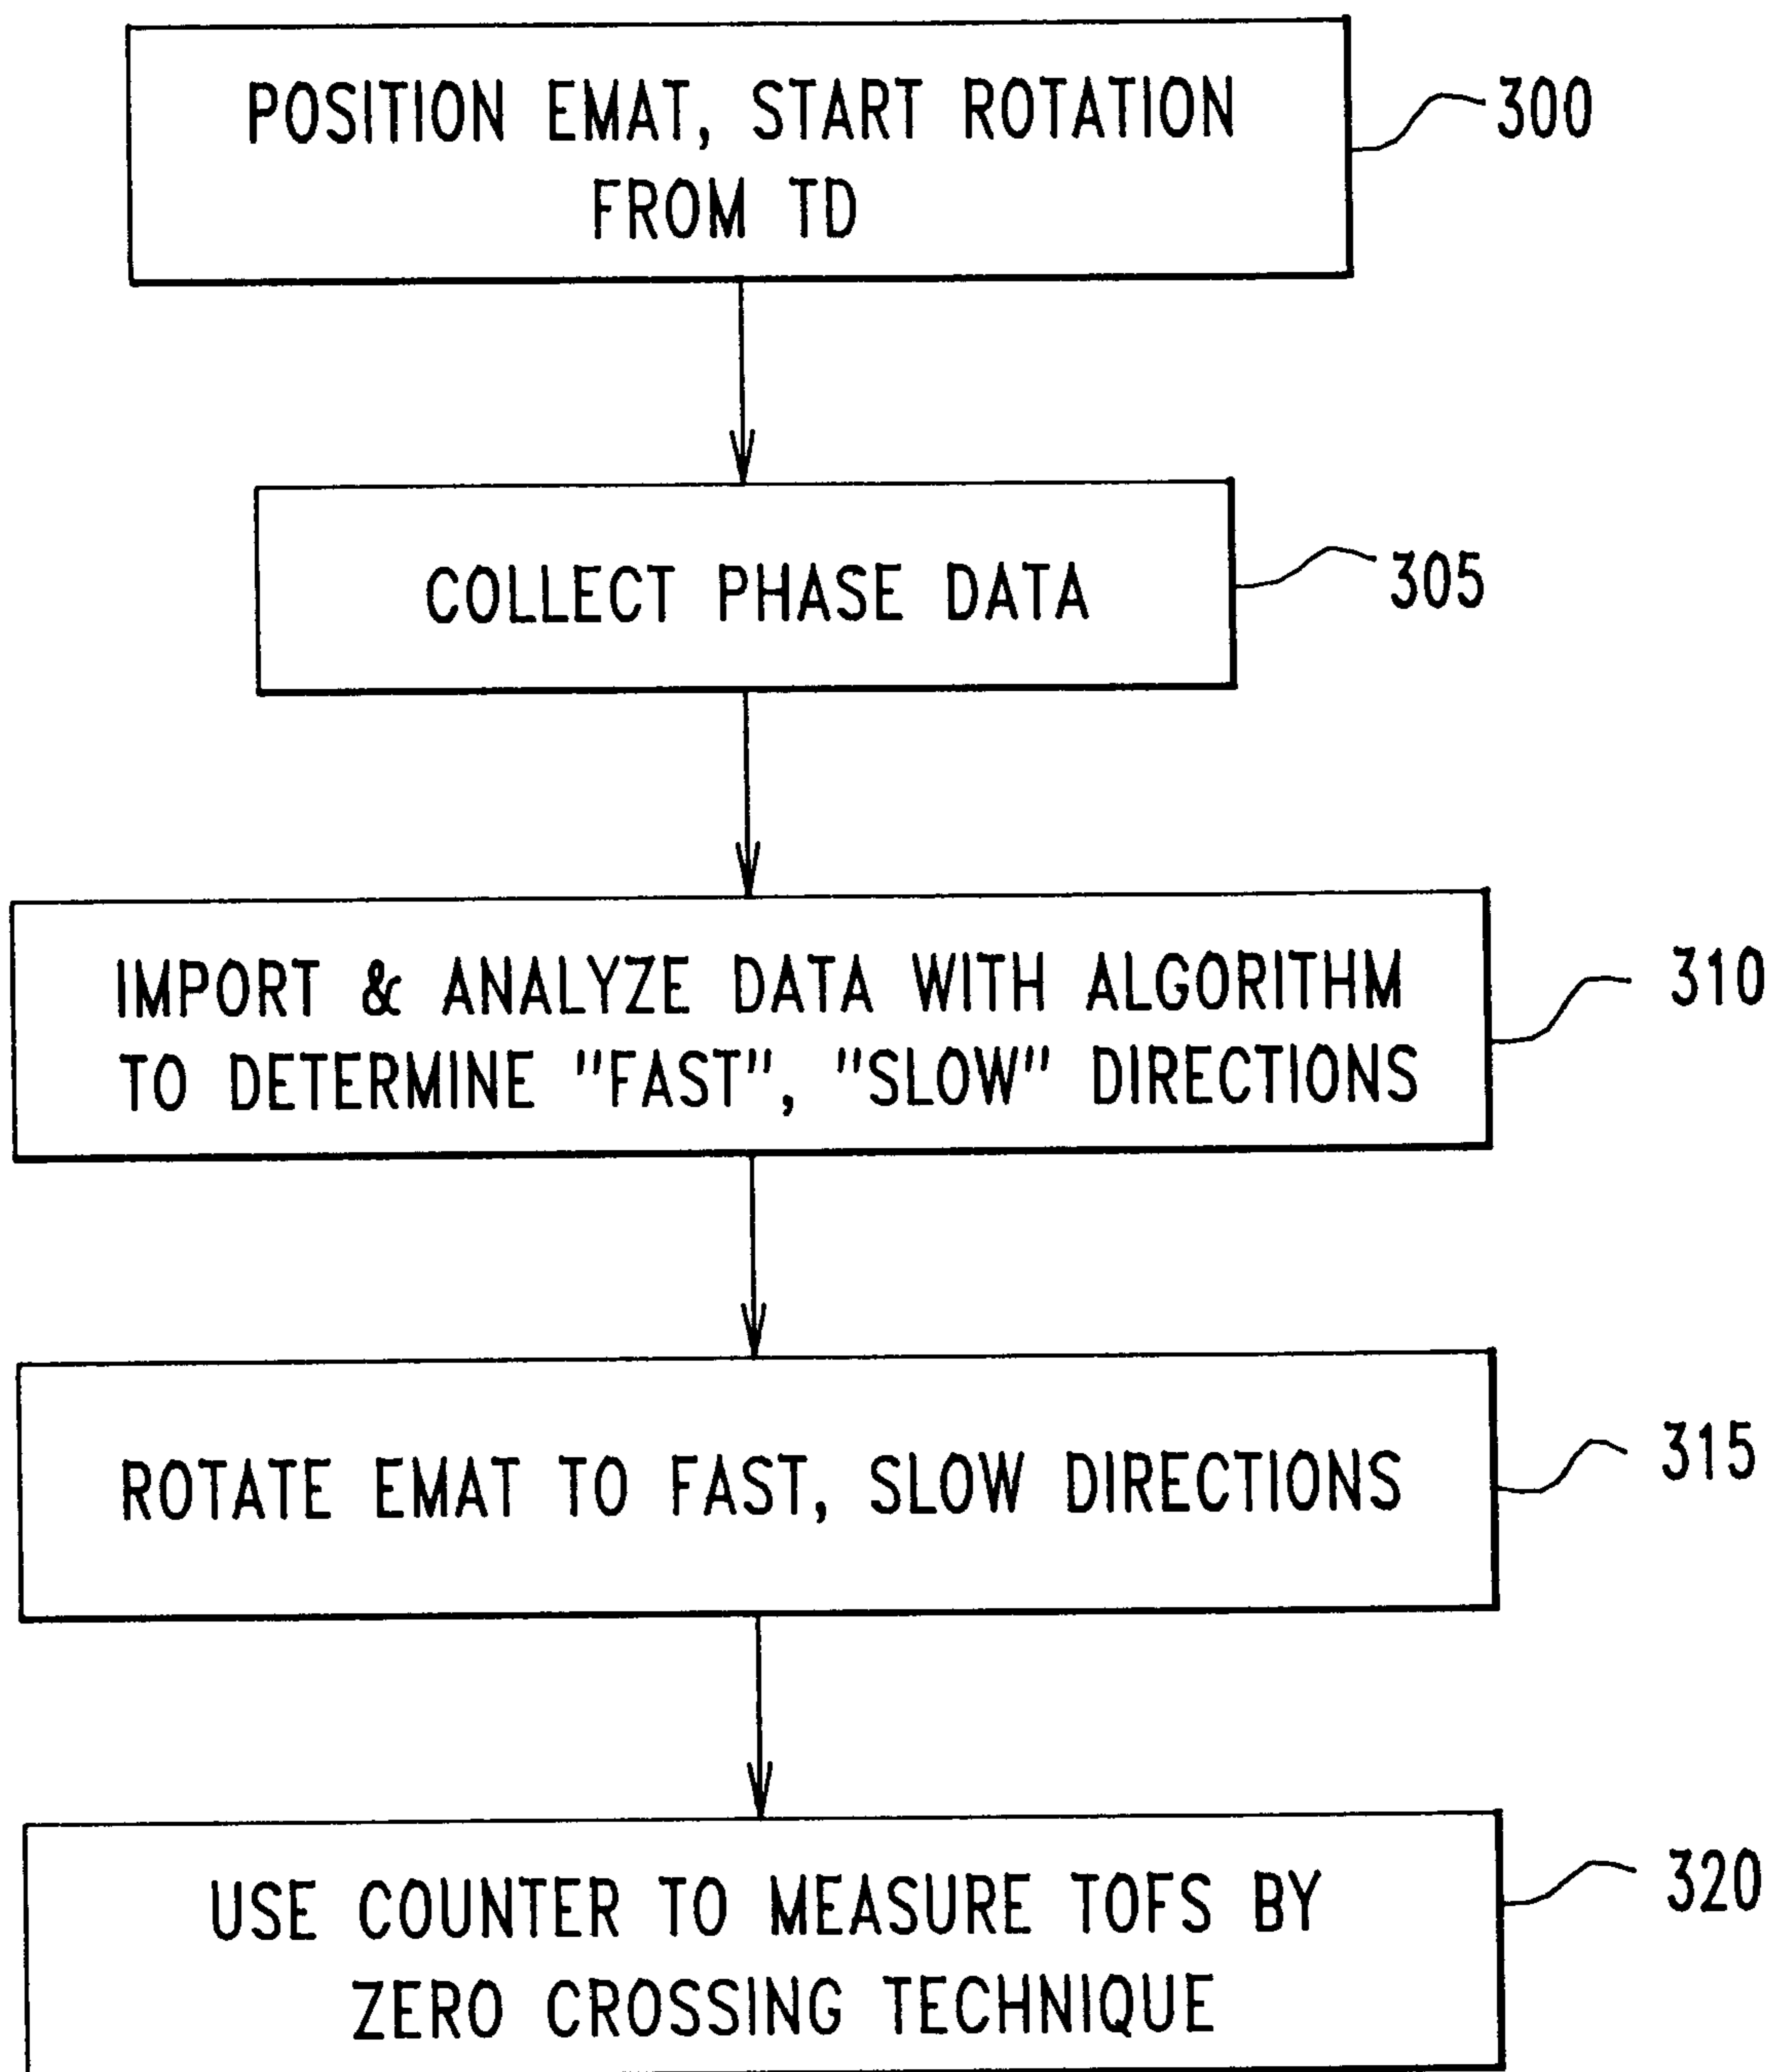 POSITION EMAT, START ROTATION
FROM TD
300
COLLECT PHASE DATA
305
IMPORT & ANALYZE DATA WITH ALGORITHM
TO DETERMINE "FAST", "SLOW" DIRECTIONS
310
ROTATE EMAT TO FAST, SLOW DIRECTIONS
315
USE COUNTER TO MEASURE TOFS BY
ZERO CROSSING TECHNIQUE
320